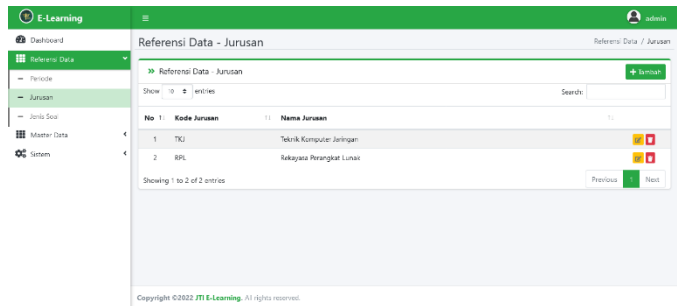 E-Learning
admin
Dashboard
Referensi Data
Periode
Jurusan
Jenis Soal
Master Data
Sistem
Referensi Data - Jurusan
Referensi Data / Jurusan
Referensi Data - Jurusan
Tambah
Show 10 entries
Search:
No Kode Jurusan Nama Jurusan
1 TKJ Teknik Komputer Jaringan
2 RPL Rekayasa Perangkat Lunak
Showing 1 to 2 of 2 entries
Previous 1 Next
Copyright ©2022 JTI E-Learning. All rights reserved.